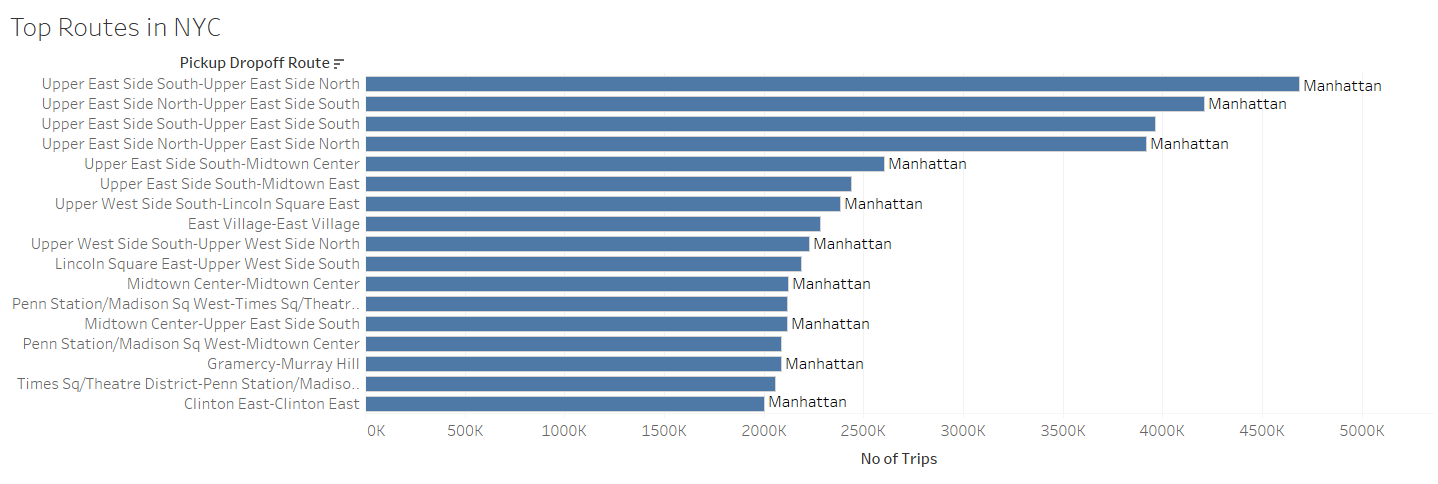 Top Routes in NYC
Pickup Dropoff Route
Upper East Side South-Upper East Side North Manhattan
Upper East Side North-Upper East Side South Manhattan
Upper East Side South-Upper East Side South
Upper East Side North-Upper East Side North Manhattan
Upper East Side South-Midtown Center Manhattan
Upper East Side South-Midtown East
Upper West Side South-Lincoln Square East Manhattan
East Village-East Village
Upper West Side South-Upper West Side North Manhattan
Lincoln Square East-Upper West Side South
Midtown Center-Midtown Center Manhattan
Penn Station/Madison Sq West-Times Sq/Theatr..
Midtown Center-Upper East Side South Manhattan
Penn Station/Madison Sq West-Midtown Center
Gramercy-Murray Hill Manhattan
Times Sq/Theatre District-Penn Station/Madiso..
Clinton East-Clinton East Manhattan
0K 500K 1000K 1500K 2000K 2500K 3000K 3500K 4000K 4500K 5000K
No of Trips